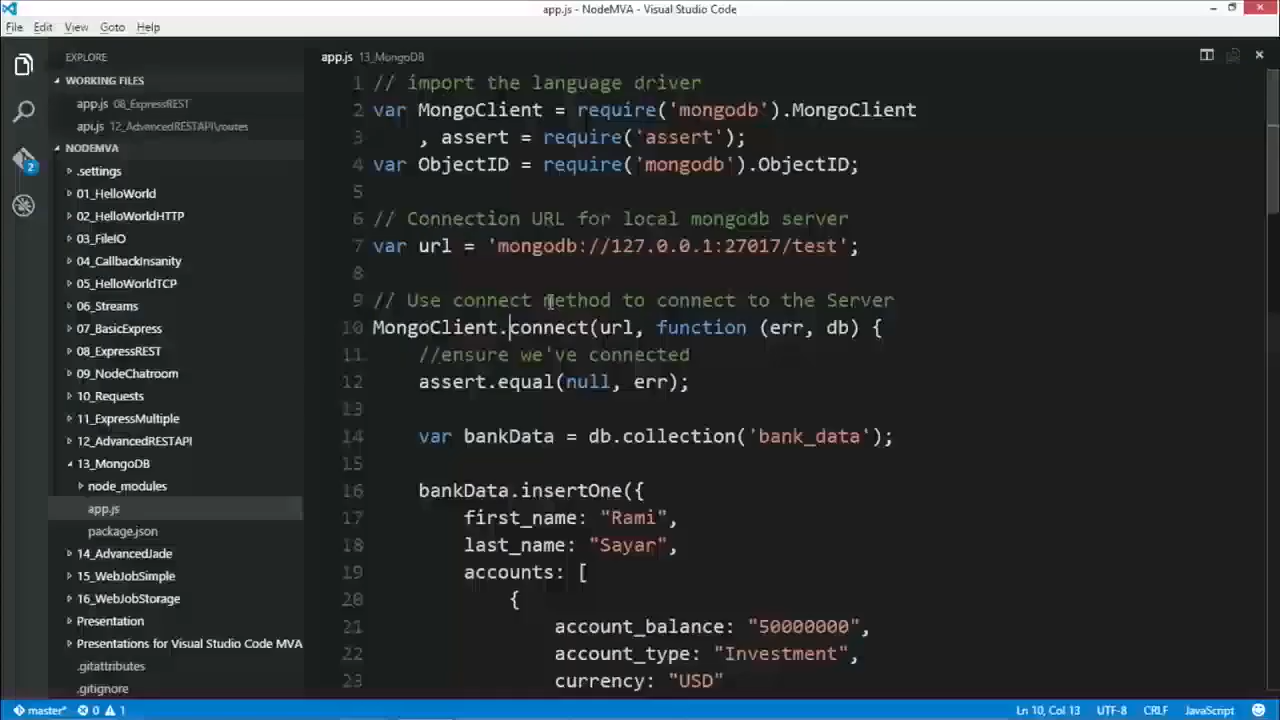 app.js - NodeMVA - Visual Studio Code
File Edit View Goto Help
EXPLORE
WORKING FILES
app.js 08_ExpressREST
api.js 12_AdvancedRESTAPI\routes
NODEMVA
.settings
01_HelloWorld
02_HelloWorldHTTP
03_FileIO
04_CallbackInsanity
05_HelloWorldTCP
06_Streams
07_BasicExpress
08_ExpressREST
09_NodeChatroom
10_Requests
11_ExpressMultiple
12_AdvancedRESTAPI
13_MongoDB
node_modules
app.js
package.json
14_AdvancedJade
15_WebJobSimple
16_WebJobStorage
Presentation
Presentations for Visual Studio Code MVA
.gitattributes
.gitignore
2
app.js 13_MongoDB
1 // import the language driver
2 var MongoClient = require('mongodb').MongoClient
3 , assert = require('assert');
4 var ObjectID = require('mongodb').ObjectID;
5
6 // Connection URL for local mongodb server
7 var url = 'mongodb://127.0.0.1:27017/test';
8
9 // Use connect method to connect to the Server
10 MongoClient.connect(url, function (err, db) {
11 //ensure we've connected
12 assert.equal(null, err);
13
14 var bankData = db.collection('bank_data');
15
16 bankData.insertOne({
17 first_name: "Rami",
18 last_name: "Sayar",
19 accounts: [
20 {
21 account_balance: "50000000",
22 account_type: "Investment",
23 currency: "USD"
master* 0 1 Ln 10, Col 13 UTF-8 CRLF JavaScript